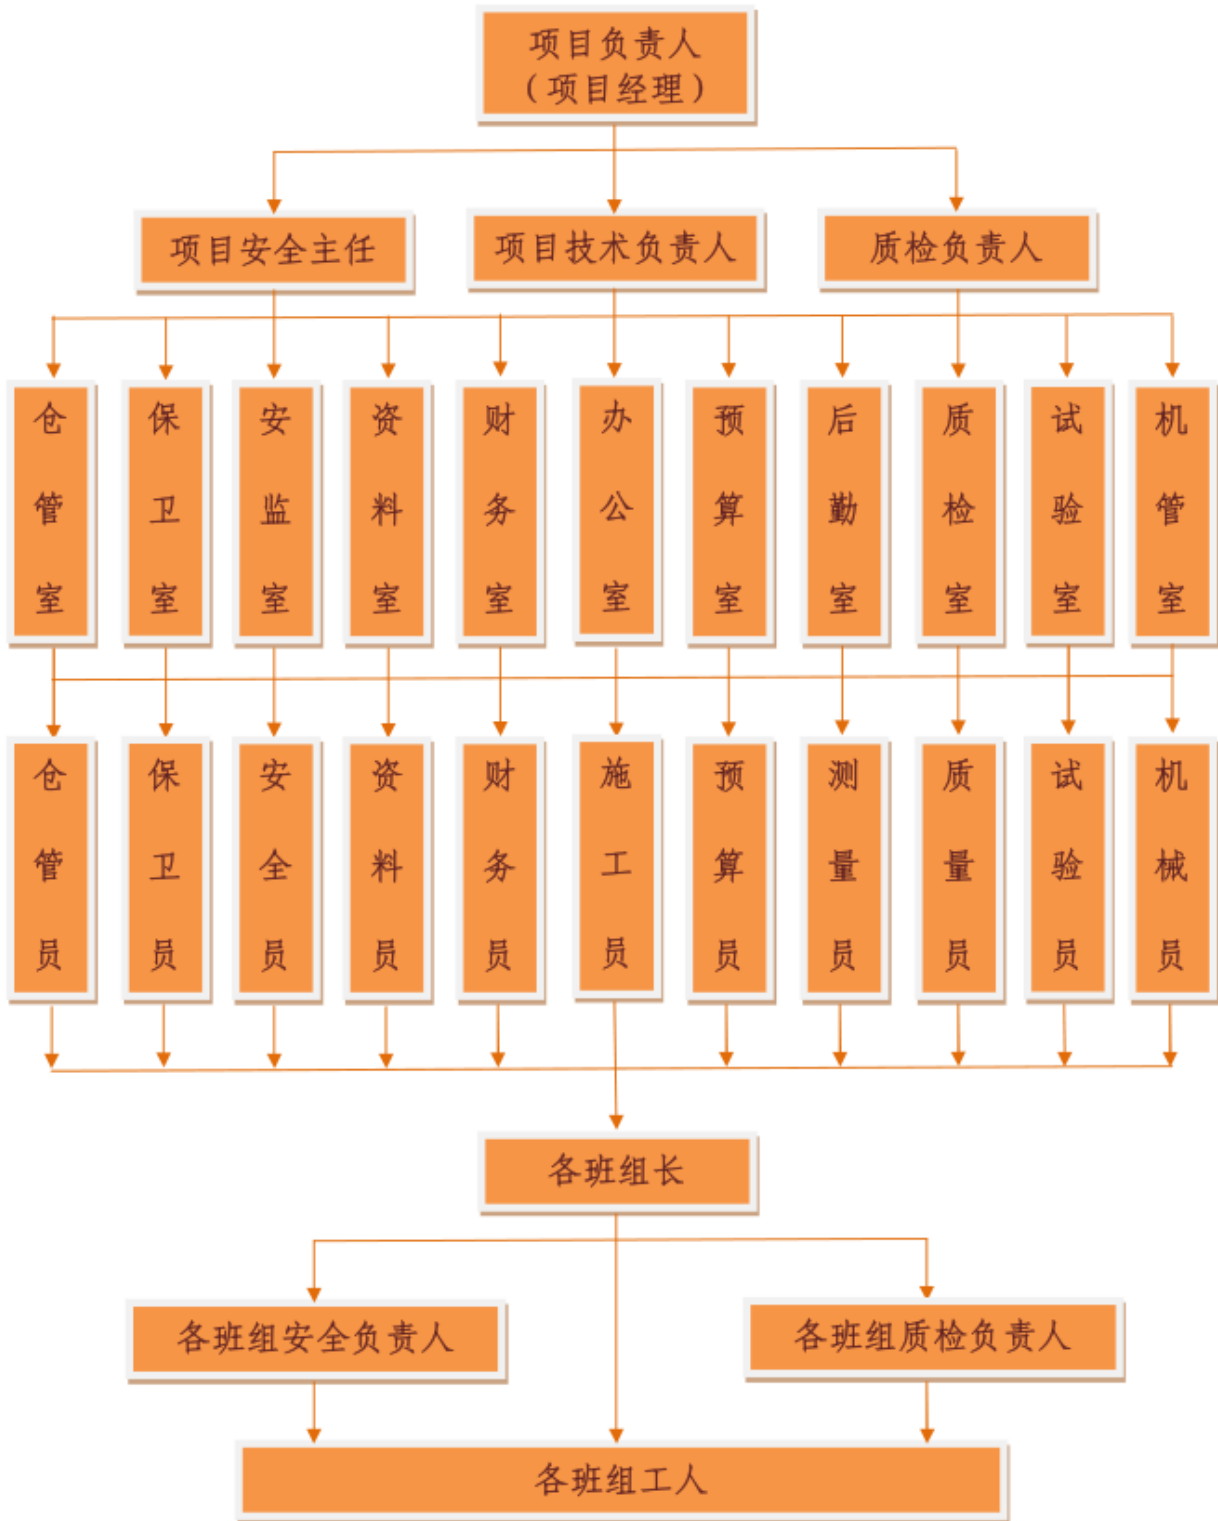 项目负责人
（项目经理）
项目安全主任
项目技术负责人
质检负责人
仓管室
保卫室
安监室
资料室
财务室
办公室
预算室
后勤室
质检室
试验室
机管室
仓管员
保卫员
安全员
资料员
财务员
施工员
预算员
测量员
质量员
试验员
机械员
各班组长
各班组安全负责人
各班组质检负责人
各班组工人